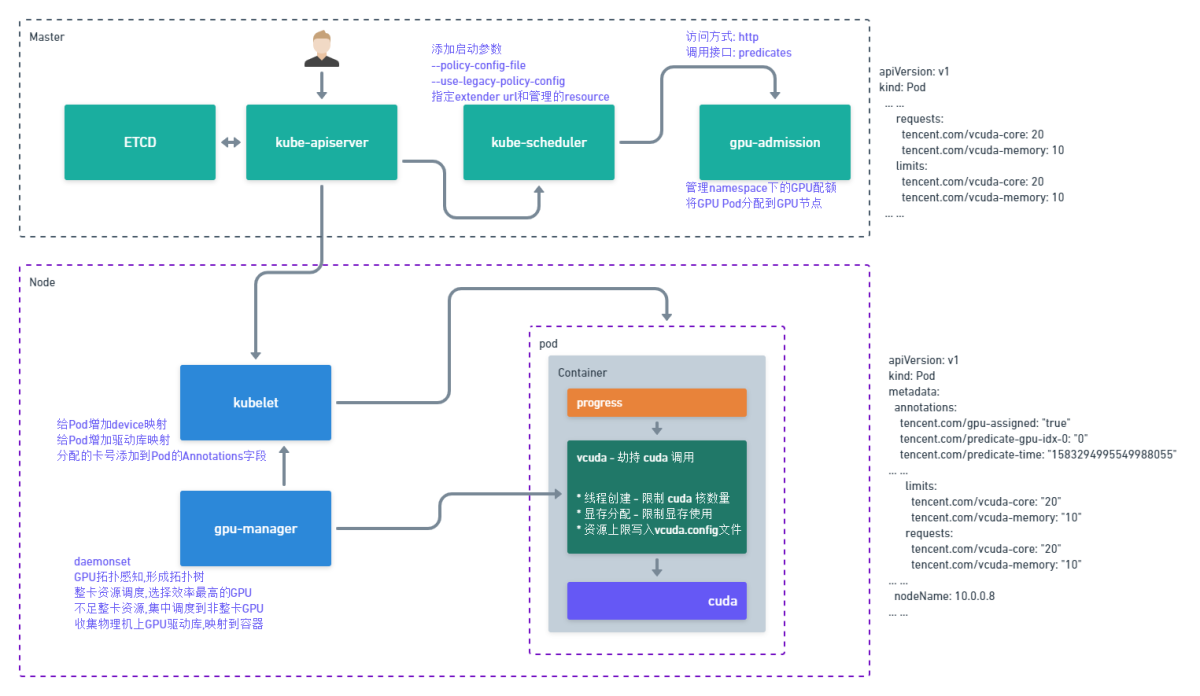 Master
添加启动参数
--policy-config-file
--use-legacy-policy-config
指定extender url和管理的resource
访问方式: http
调用接口: predicates
ETCD
kube-apiserver
kube-scheduler
gpu-admission
管理namespace下的GPU配额
将GPU Pod分配到GPU节点
apiVersion: v1
kind: Pod
... ...
requests:
tencent.com/vcuda-core: 20
tencent.com/vcuda-memory: 10
limits:
tencent.com/vcuda-core: 20
tencent.com/vcuda-memory: 10
... ...
Node
kubelet
给Pod增加device映射
给Pod增加驱动库映射
分配的卡号添加到Pod的Annotations字段
gpu-manager
daemonset
GPU拓扑感知,形成拓扑树
整卡资源调度,选择效率最高的GPU
不足整卡资源,集中调度到非整卡GPU
收集物理机上GPU驱动库,映射到容器
pod
Container
progress
vcuda - 劫持 cuda 调用
* 线程创建 - 限制 cuda 核数量
* 显存分配 - 限制显存使用
* 资源上限写入vcuda.config文件
cuda
apiVersion: v1
kind: Pod
metadata:
annotations:
tencent.com/gpu-assigned: "true"
tencent.com/predicate-gpu-idx-0: "0"
tencent.com/predicate-time: "1583294995549988055"
... ...
limits:
tencent.com/vcuda-core: "20"
tencent.com/vcuda-memory: "10"
requests:
tencent.com/vcuda-core: "20"
tencent.com/vcuda-memory: "10"
... ...
nodeName: 10.0.0.8
... ...